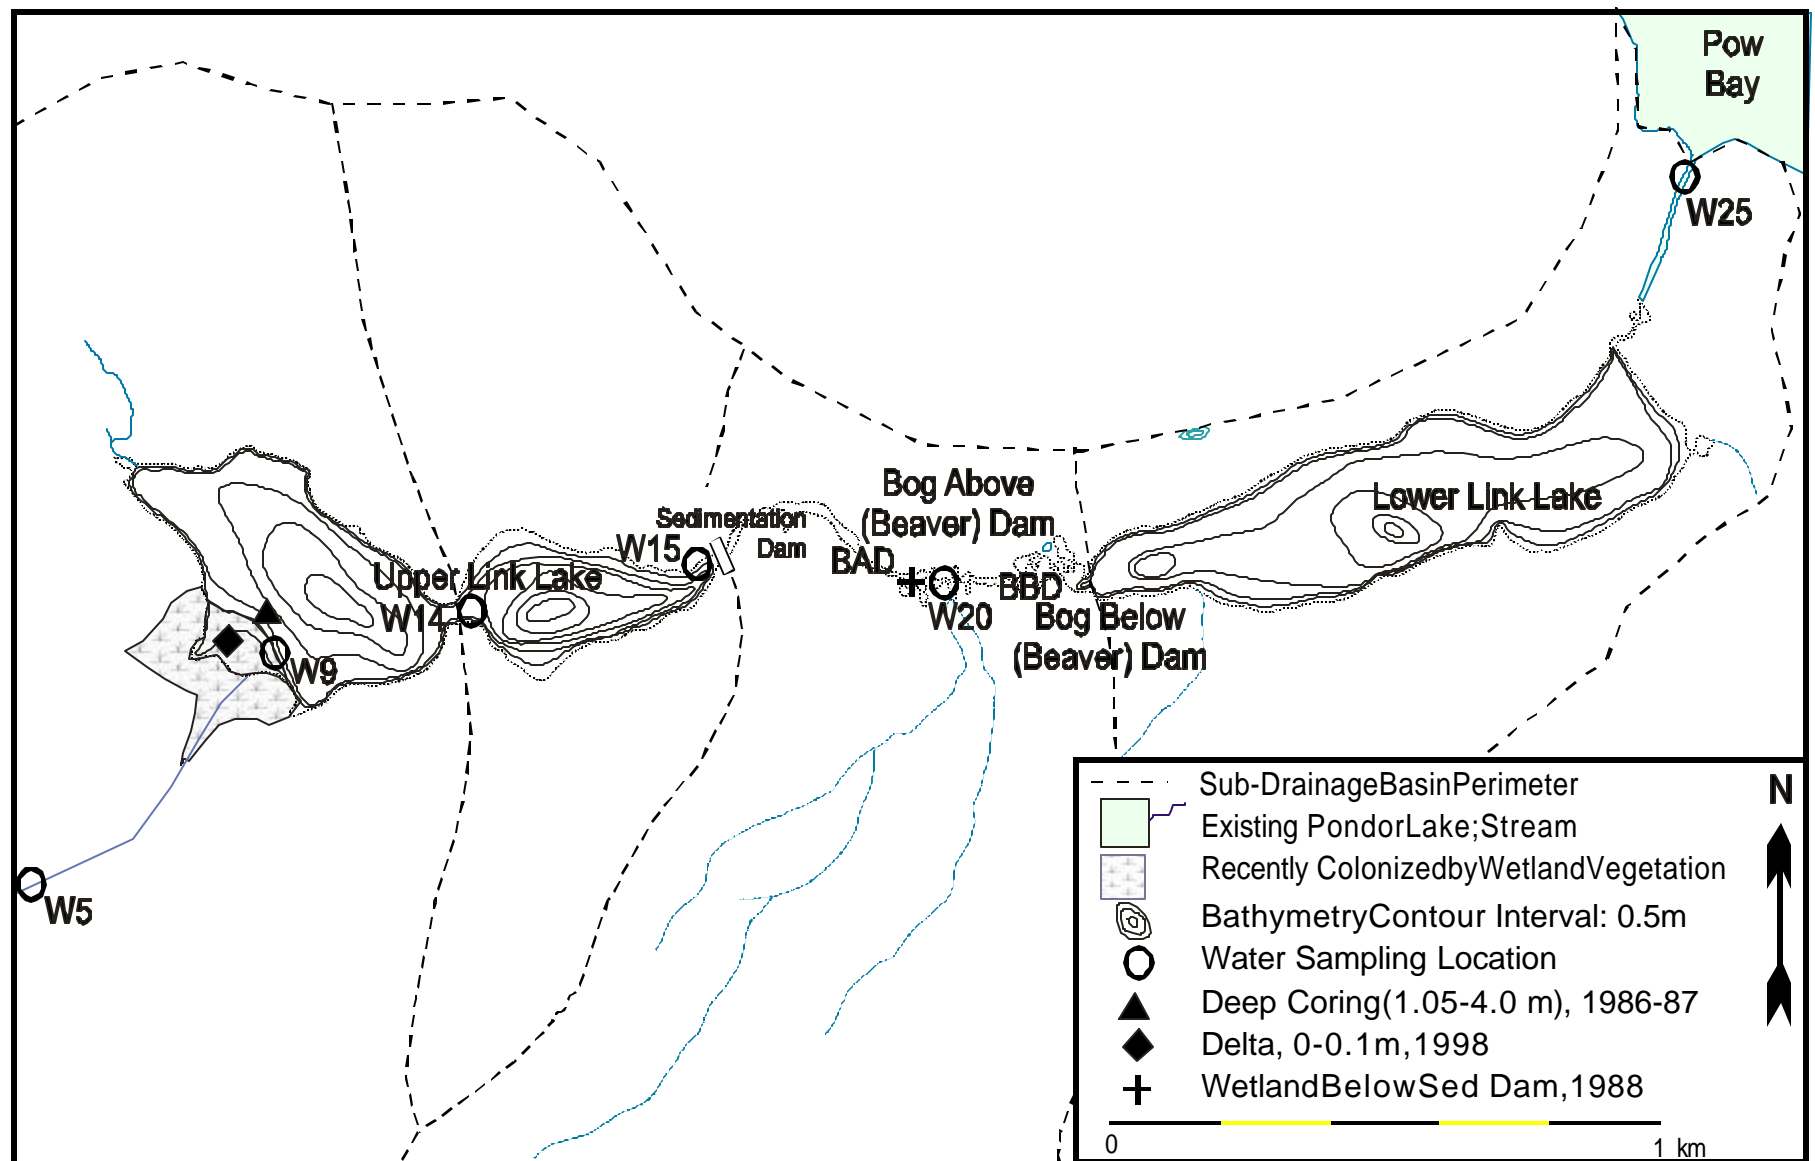 Pow
Bay
W25
Bog Above
(Beaver) Dam
Lower Link Lake
Sedimentation
Dam
W15
BAD
Upper Link Lake
W14
W20
BBD
Bog Below
(Beaver) Dam
W9
W5
Sub-DrainageBasinPerimeter
Existing PondorLake;Stream
Recently ColonizedbyWetlandVegetation
BathymetryContour Interval: 0.5m
Water Sampling Location
Deep Coring(1.05-4.0 m), 1986-87
Delta, 0-0.1m,1998
WetlandBelowSed Dam,1988
N
0
1 km